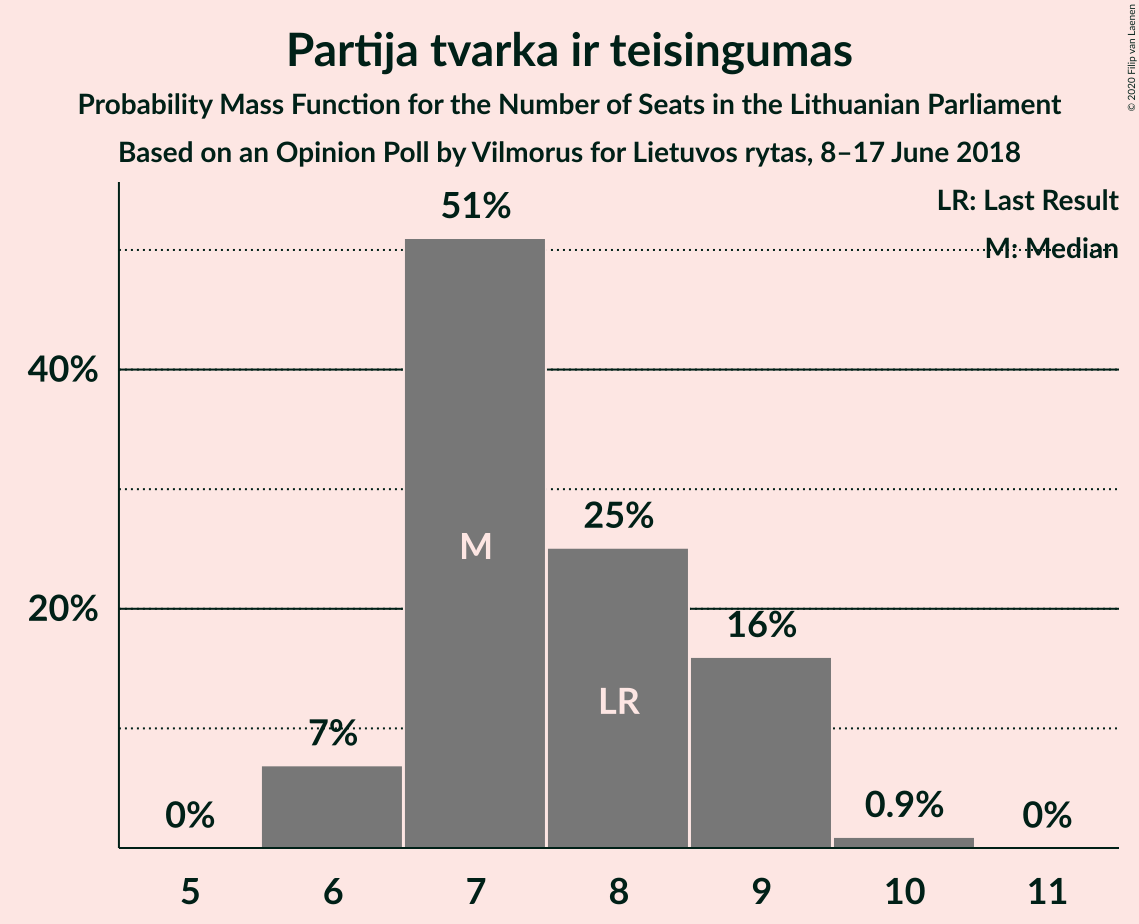 Partija tvarka ir teisingumas
Probability Mass Function for the Number of Seats in the Lithuanian Parliament
Based on an Opinion Poll by Vilmorus for Lietuvos rytas, 8–17 June 2018
© 2020 Filip van Laenen
LR: Last Result
M: Median
51%
40%
25%
M
20%
16%
LR
7%
0%
0.9%
0%
5 6 7 8 9 10 11